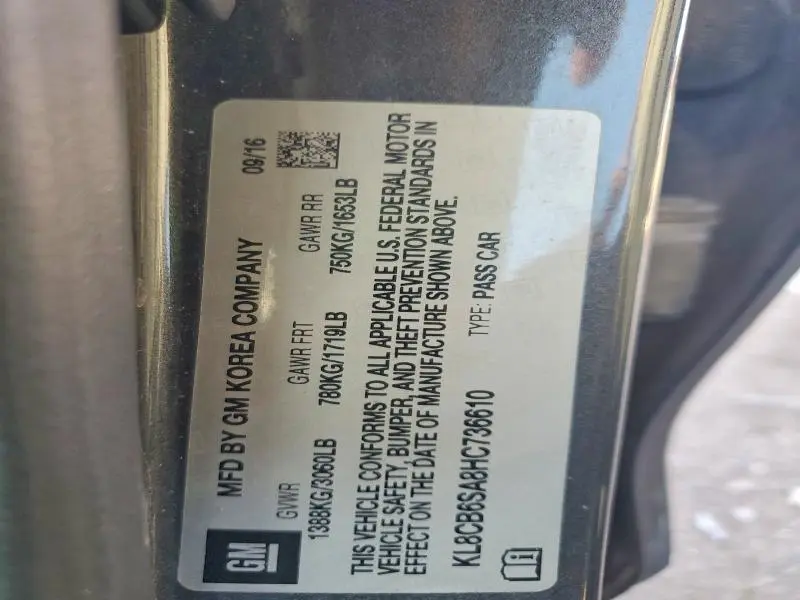 GM
MFD BY GM KOREA COMPANY 09/16
GVWR GAWR FRT GAWR RR
1388KG/3060LB 780KG/1719LB 750KG/1653LB
THIS VEHICLE CONFORMS TO ALL APPLICABLE U.S. FEDERAL MOTOR
VEHICLE SAFETY, BUMPER, AND THEFT PREVENTION STANDARDS IN
EFFECT ON THE DATE OF MANUFACTURE SHOWN ABOVE.
KL8CB6SA8HC736610 TYPE: PASS CAR